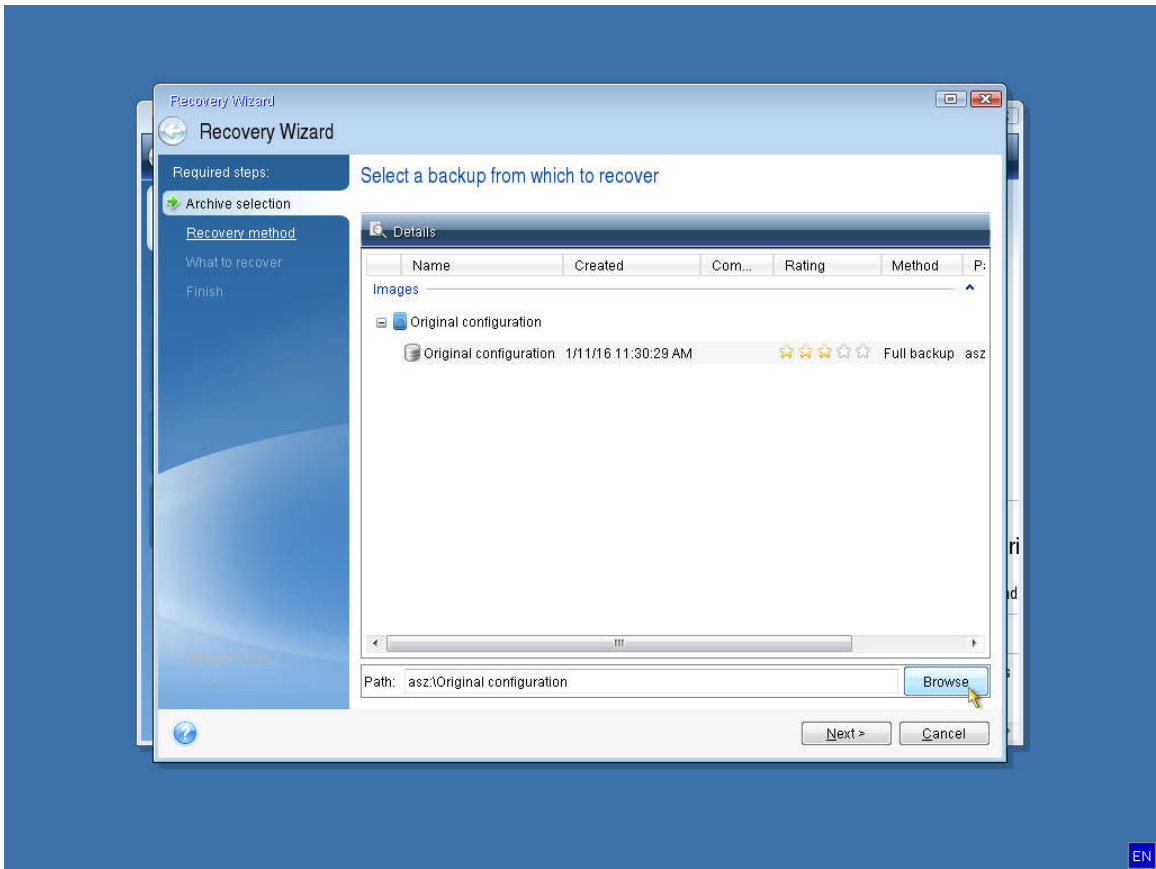 Recovery Wizard
Recovery Wizard
Required steps:
Archive selection
Recovery method
What to recover
Finish
Select a backup from which to recover
Details
Name Created Com... Rating Method
Images
Original configuration
Original configuration 1/11/16 11:30:29 AM Full backup asz
Path: asz:\Original configuration Browse
Next > Cancel
ri
EN